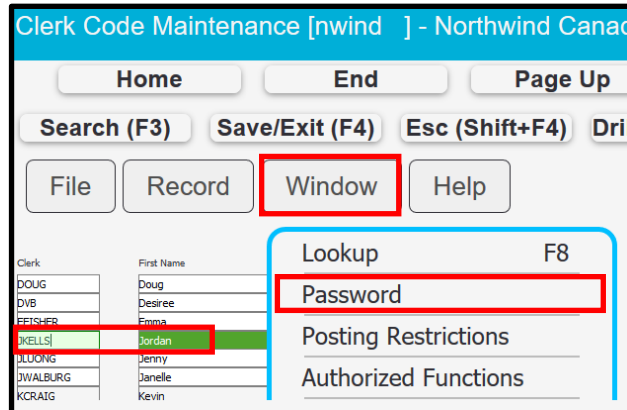 Clerk Code Maintenance [nwind ] - Northwind Canad
Home End Page Up
Search (F3) Save/Exit (F4) Esc (Shift+F4) Dri
File Record Window Help
Lookup F8
Password
Posting Restrictions
Authorized Functions
Clerk First Name
DOUG Doug
DVB Desiree
EFISHER Emma
JKELLS Jordan
JLUONG Jenny
JWALBURG Janelle
KCRAIG Kevin